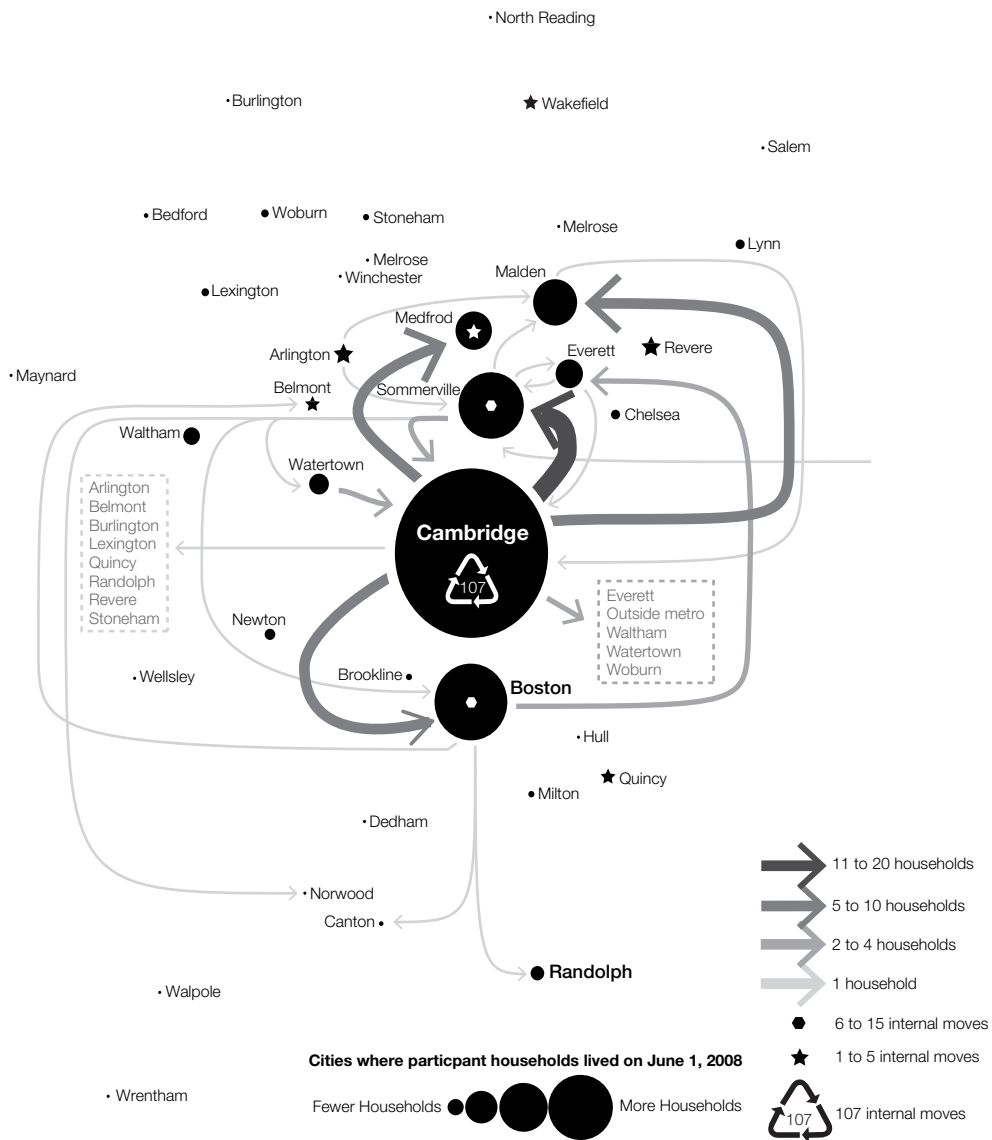 North Reading
Burlington
Wakefield
Salem
Bedford
Woburn
Stoneham
Melrose
Lynn
Melrose
Winchester
Malden
Lexington
Medfrod
Everett
Revere
Arlington
Maynard
Belmont
Sommerville
Chelsea
Waltham
Watertown
Arlington
Belmont
Burlington
Lexington
Quincy
Randolph
Revere
Stoneham
Cambridge
107
Everett
Outside metro
Waltham
Watertown
Woburn
Newton
Wellsley
Brookline
Boston
Hull
Quincy
Milton
Dedham
Norwood
Canton
Randolph
Walpole
Wrentham
11 to 20 households
5 to 10 households
2 to 4 households
1 household
6 to 15 internal moves
1 to 5 internal moves
107 107 internal moves
Cities where particpant households lived on June 1, 2008
Fewer Households More Households